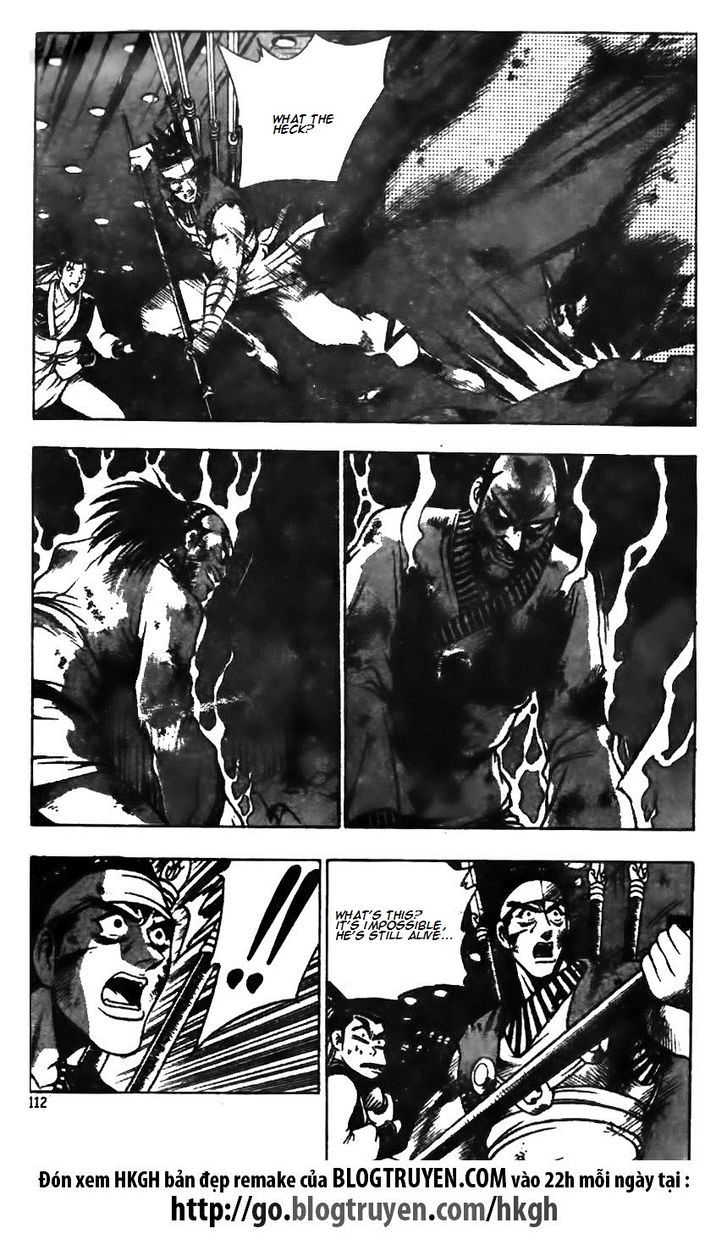 WHAT THE
HECK?
!!
WHAT'S THIS?
IT'S IMPOSSIBLE,
HE'S STILL ALIVE...
112
Đón xem HKGH bản đẹp remake của BLOGTRUYEN.COM vào 22h mỗi ngày tại :
http://go.blogtruyen.com/hkgh